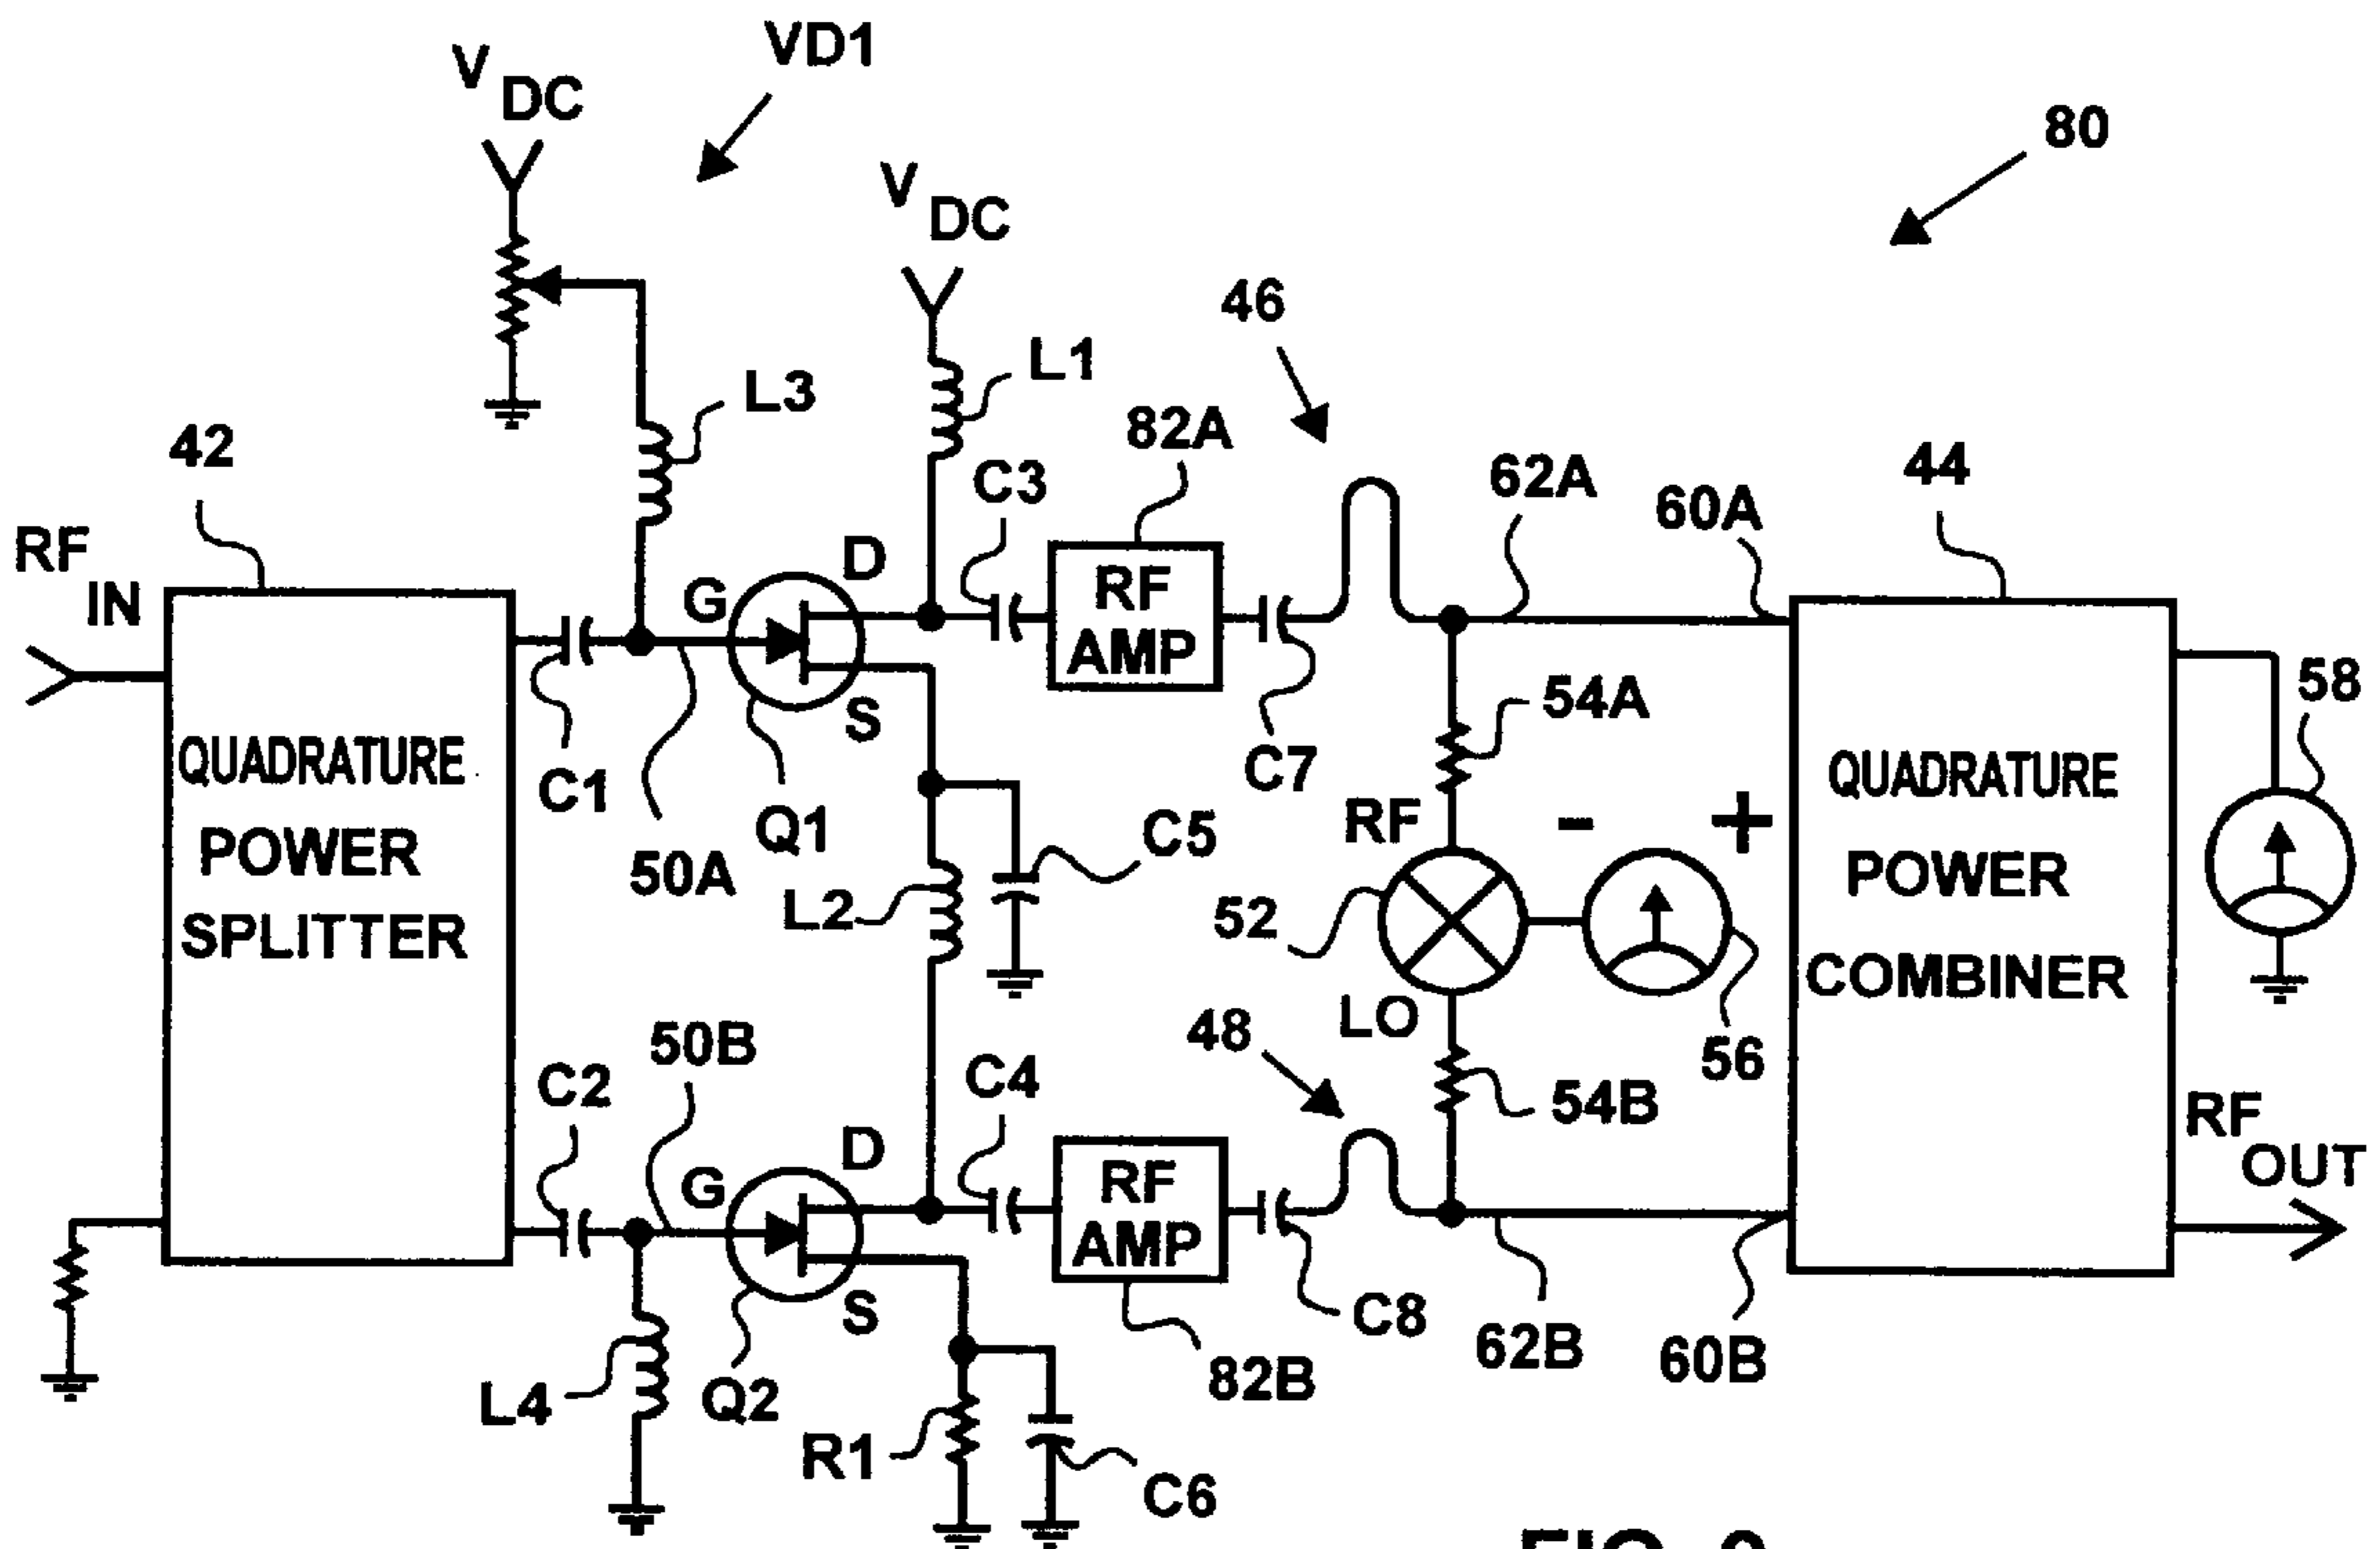 VD1
V DC
80
V DC
46
L1
L3
82A
42
44
C3
62A
60A
RF IN
D
RF AMP
G
58
54A
S
QUADRATURE POWER SPLITTER
C1
C7
QUADRATURE POWER COMBINER
Q1
RF
-
+
C5
50A
L2
52
LO
48
50B
56
C4
C2
54B
RF OUT
D
RF AMP
G
S
C8
62B
60B
82B
L4
Q2
R1
C6